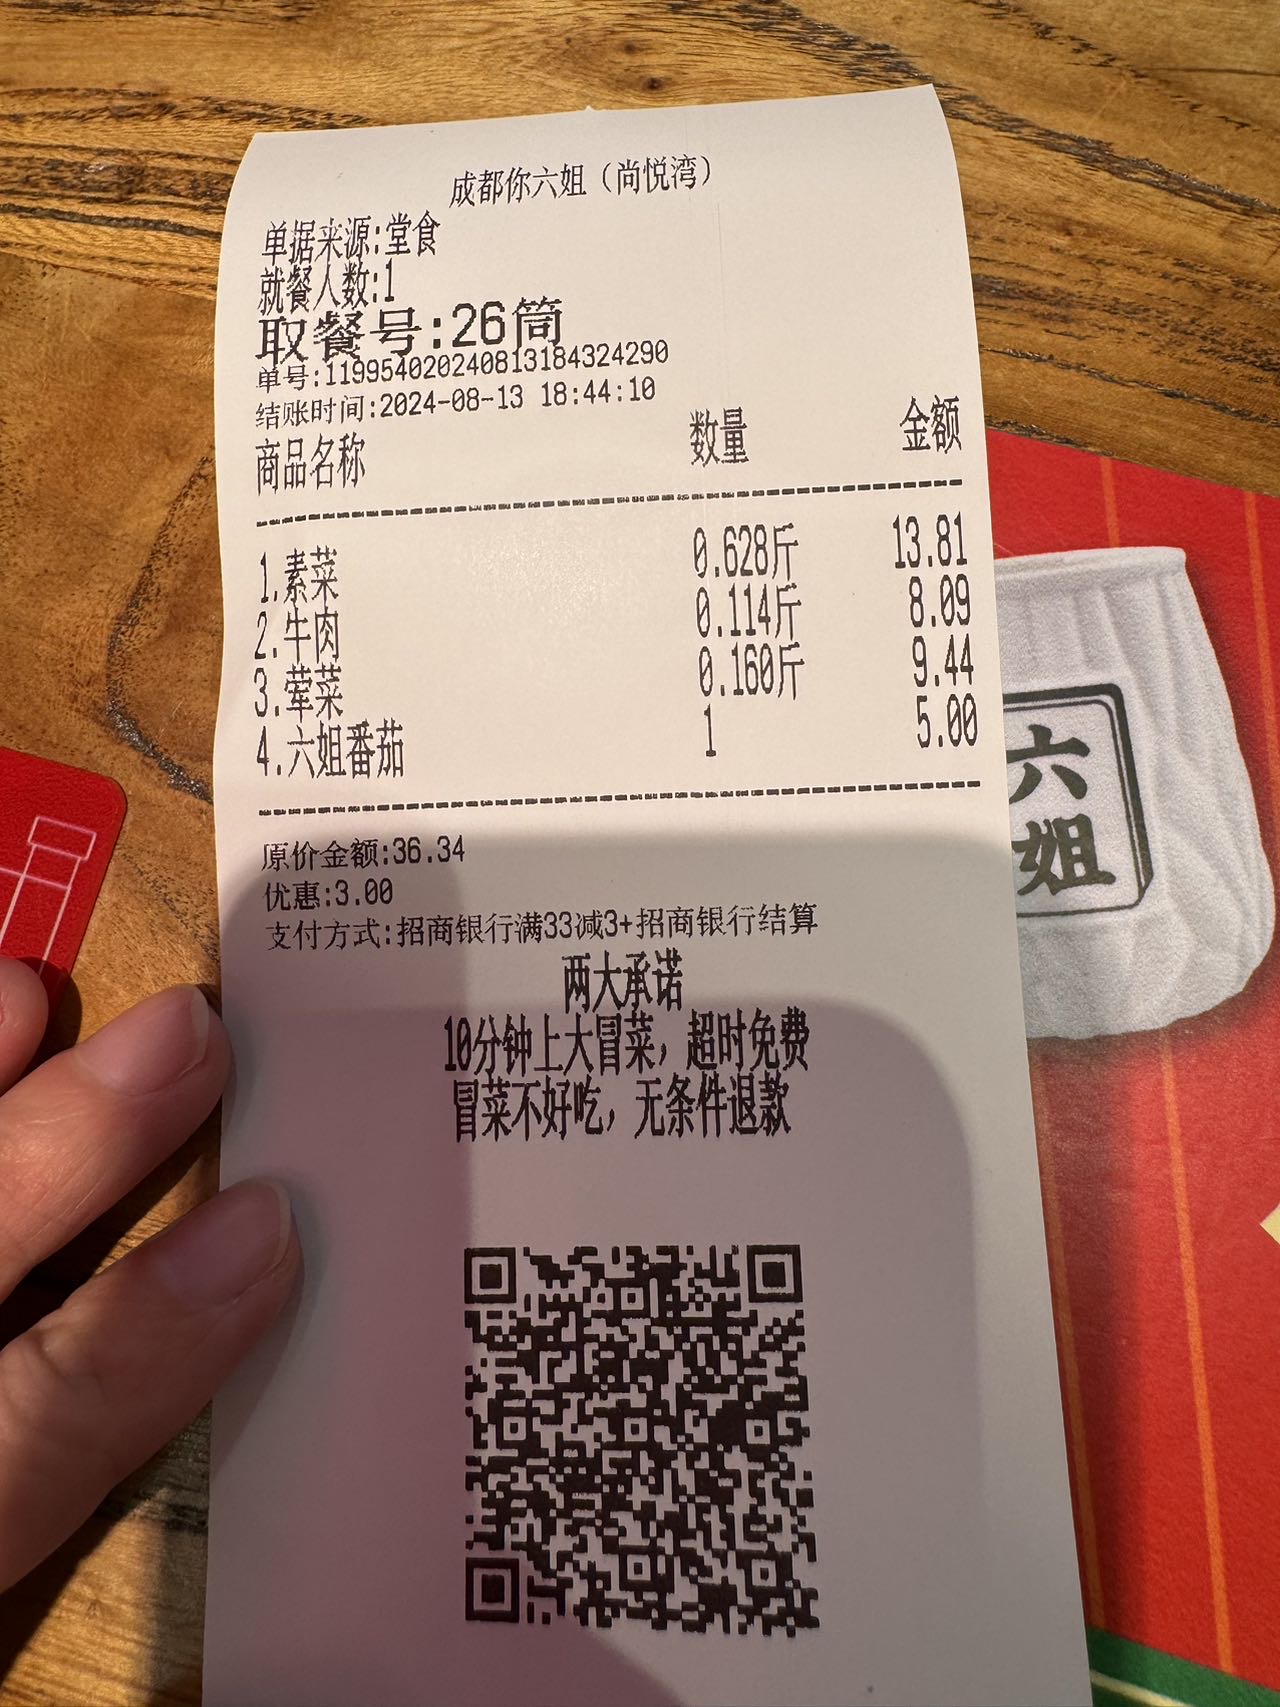 成都你六姐（尚悦湾）
单据来源:堂食
就餐人数:1
取餐号:26筒
单号:119954020240813184324290
结账时间:2024-08-13 18:44:10
商品名称 数量 金额
1.素菜 0.628斤 13.81
2.牛肉 0.114斤 8.09
3.荤菜 0.160斤 9.44
4.六姐番茄 1 5.00
原价金额:36.34
优惠:3.00
支付方式:招商银行满33减3+招商银行结算
两大承诺
10分钟上大冒菜，超时免费
冒菜不好吃，无条件退款
六
姐